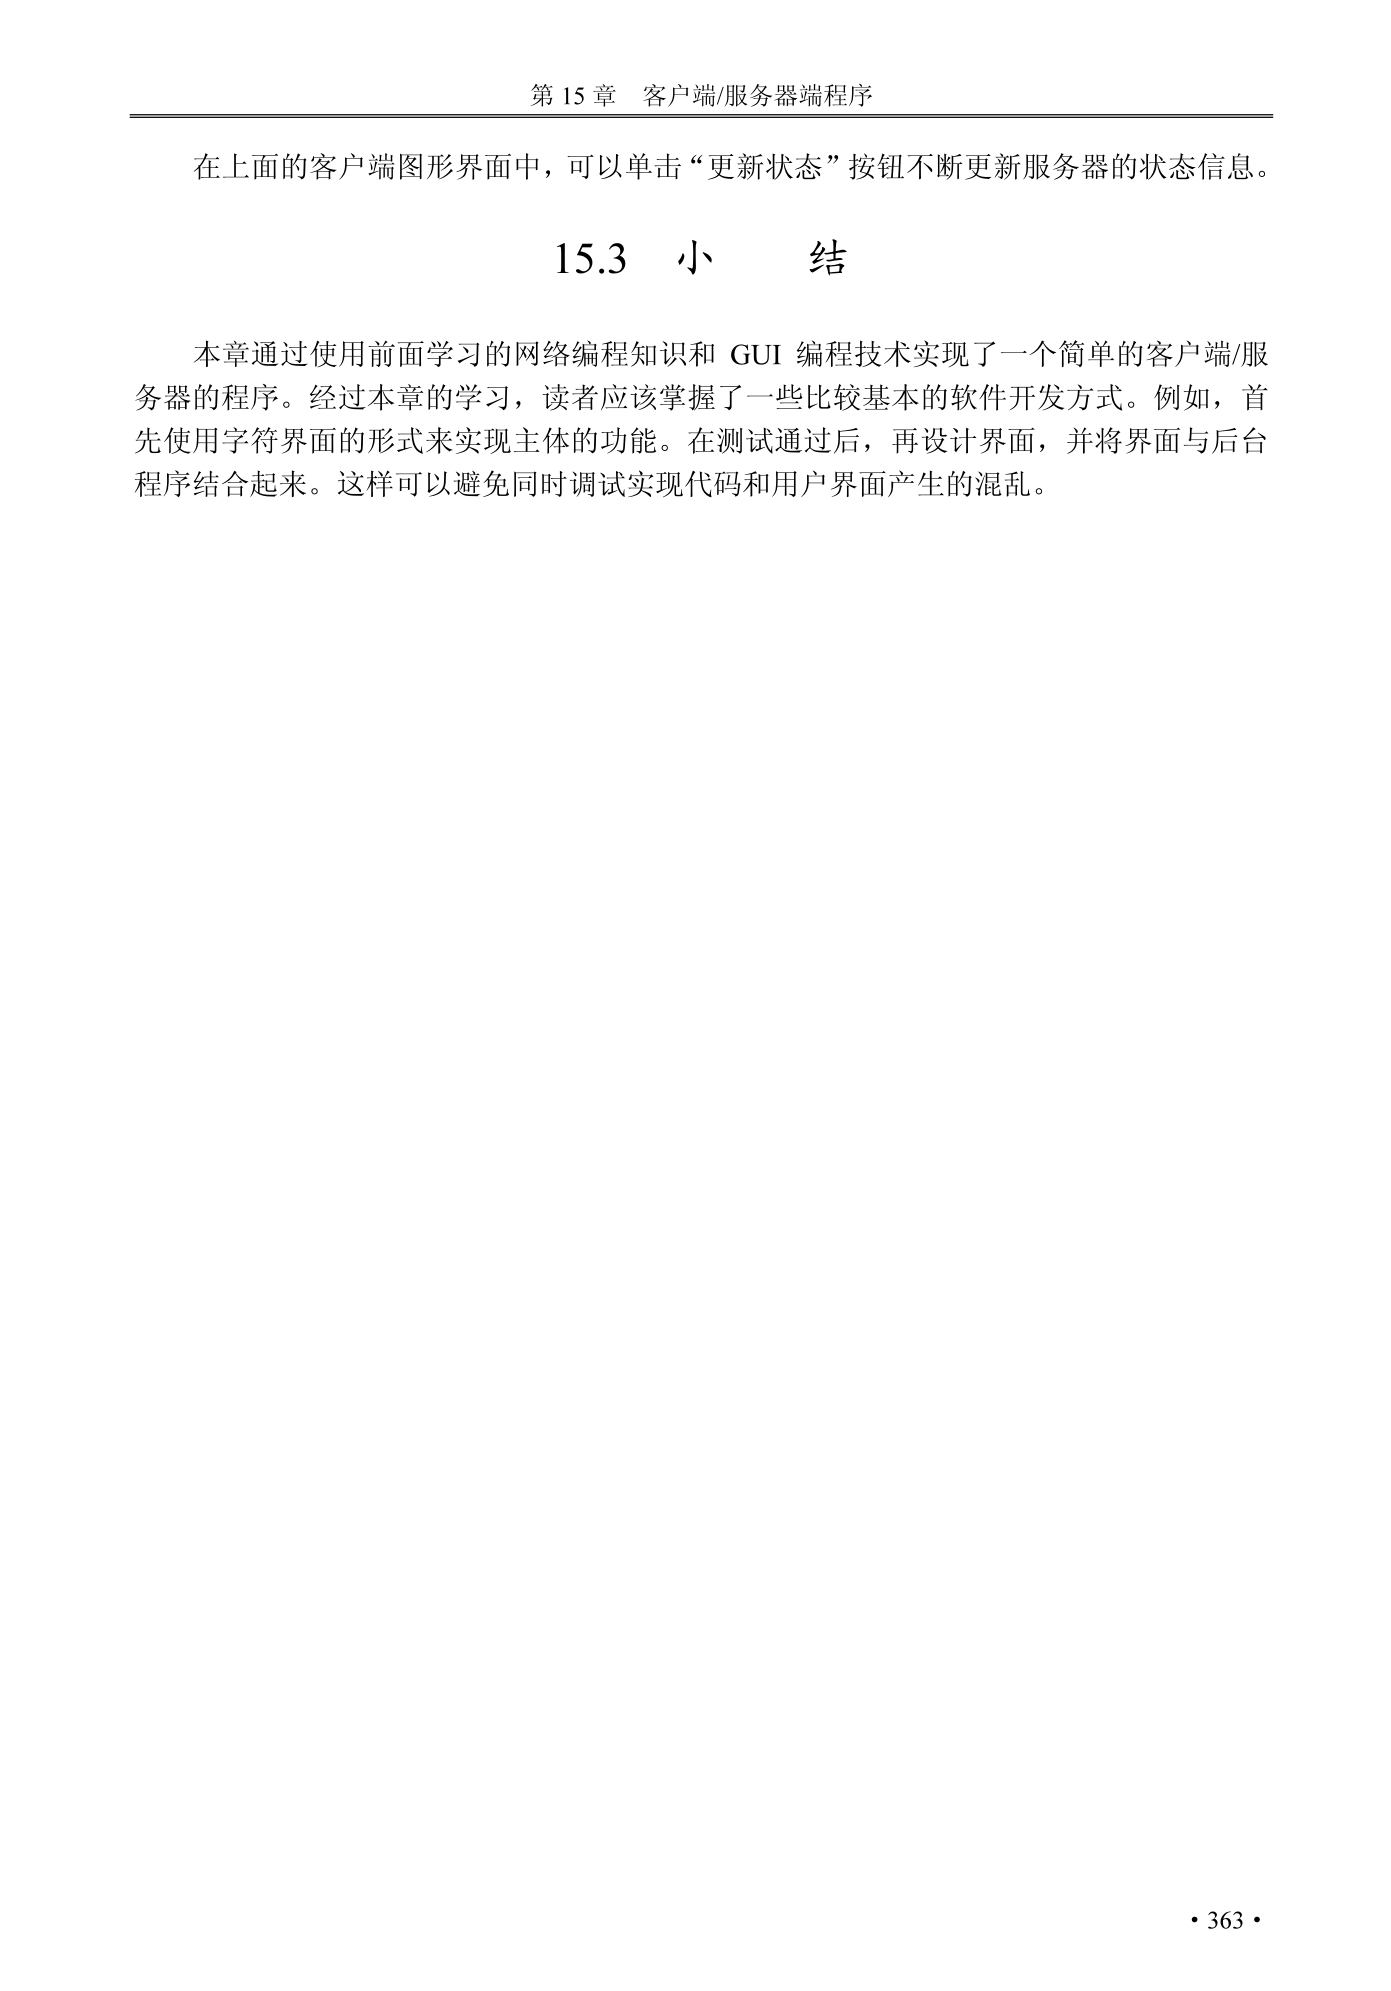 第 15 章　客户端/服务器端程序
在上面的客户端图形界面中，可以单击“更新状态”按钮不断更新服务器的状态信息。
15.3　小　　结
本章通过使用前面学习的网络编程知识和 GUI 编程技术实现了一个简单的客户端/服
务器的程序。经过本章的学习，读者应该掌握了一些比较基本的软件开发方式。例如，首
先使用字符界面的形式来实现主体的功能。在测试通过后，再设计界面，并将界面与后台
程序结合起来。这样可以避免同时调试实现代码和用户界面产生的混乱。
• 363 •